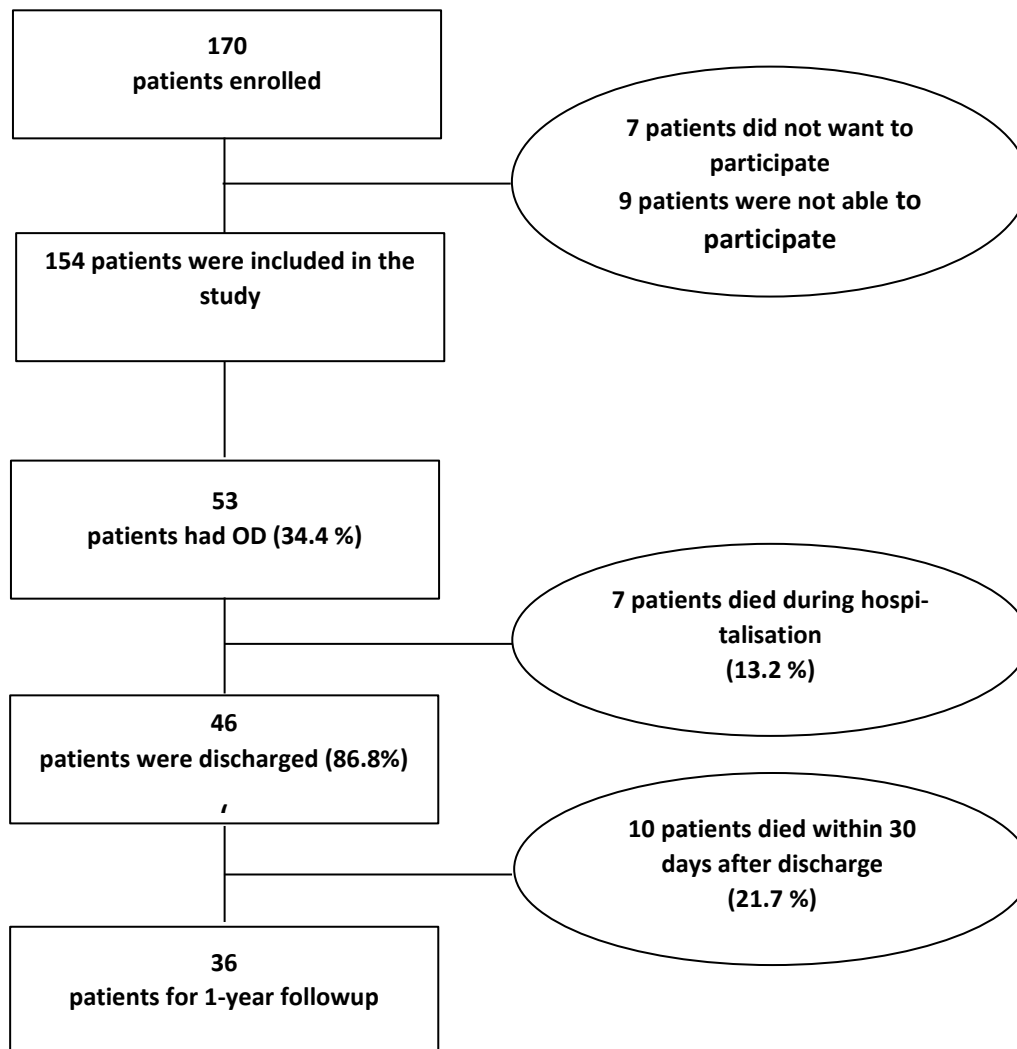 170
patients enrolled
7 patients did not want to
participate
9 patients were not able to
participate
154 patients were included in the
study
53
patients had OD (34.4 %)
7 patients died during hospi-
talisation
(13.2 %)
46
patients were discharged (86.8%)
,
10 patients died within 30
days after discharge
(21.7 %)
36
patients for 1-year followup